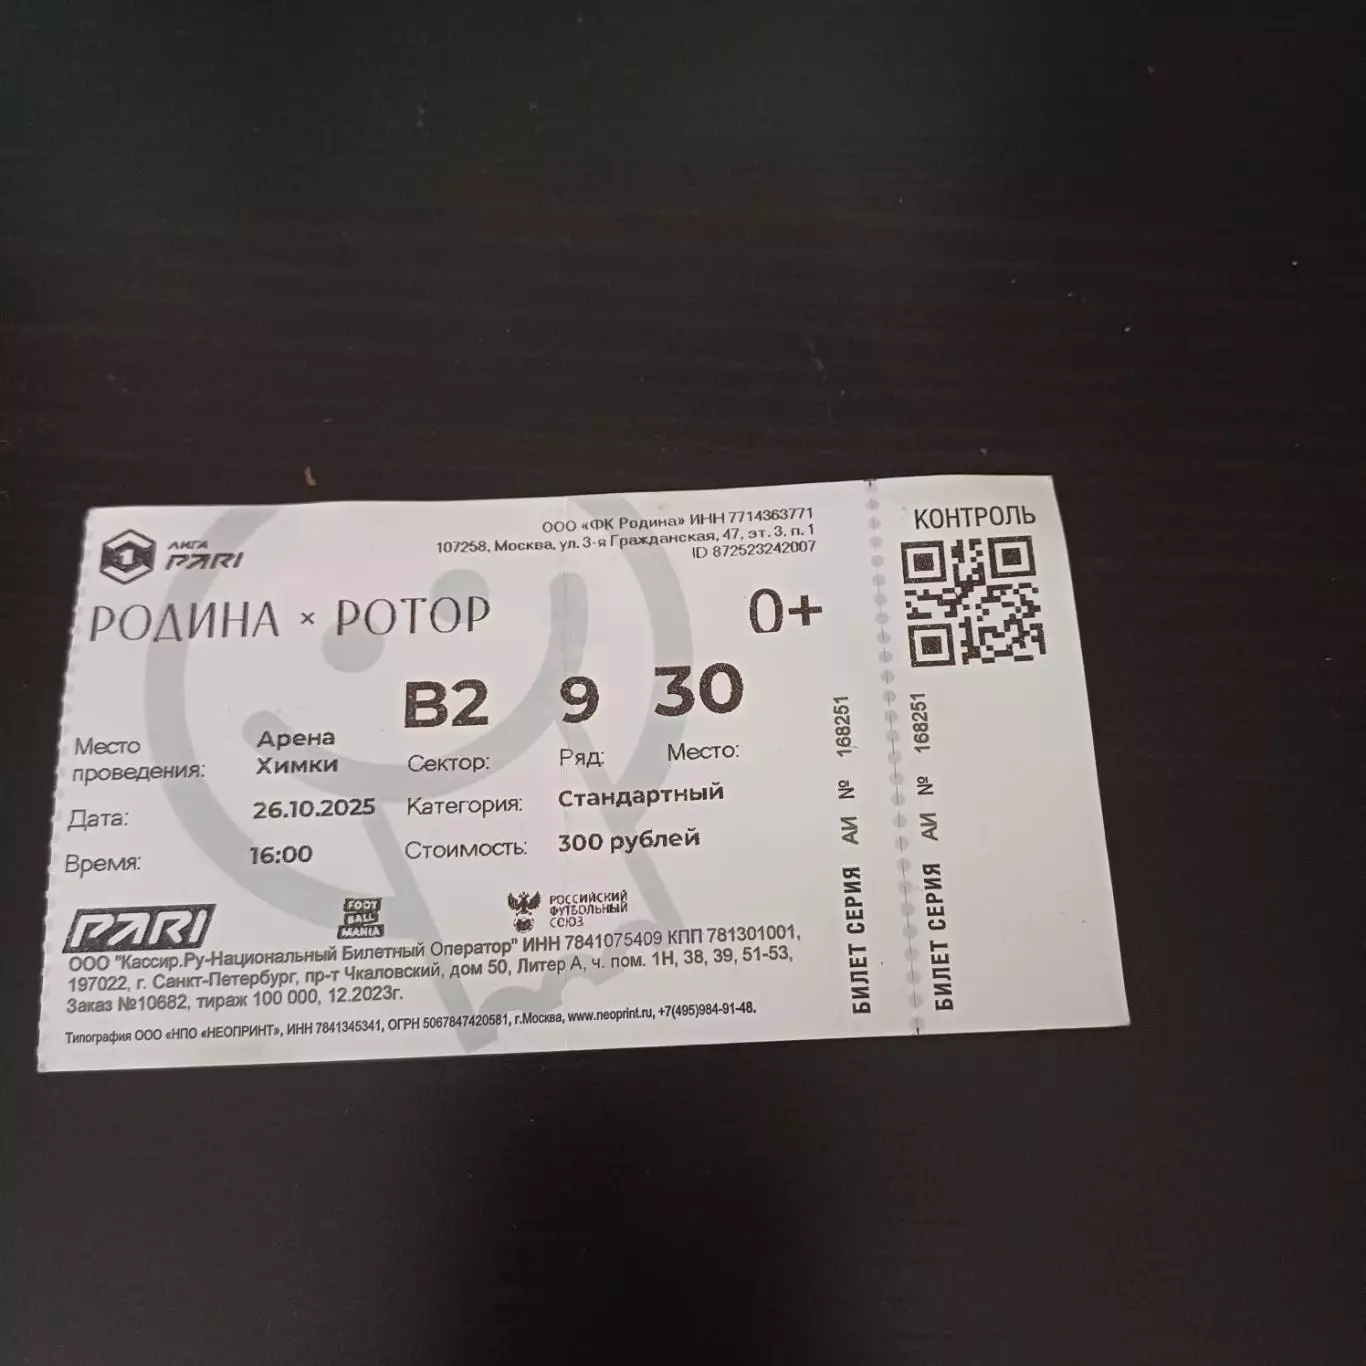 ООО «ФК Родина» ИНН 7714363771
107258, Москва, ул. 3-я Гражданская, 47, эт. 3, п. 1
ID 872523242007
1 ЛИГА
PARI
РОДИНА × РОТОР
0+
B2 9 30
Сектор: Ряд: Место:
Место проведения: Арена Химки
Дата: 26.10.2025
Категория: Стандартный
Время: 16:00
Стоимость: 300 рублей
PARI
FOOT
BALL
MANIA
РОССИЙСКИЙ
ФУТБОЛЬНЫЙ
СОЮЗ
ООО "Кассир.Ру-Национальный Билетный Оператор" ИНН 7841075409 КПП 781301001,
197022, г. Санкт-Петербург, пр-т Чкаловский, дом 50, Литер А, ч. пом. 1Н, 38, 39, 51-53,
Заказ №10682, тираж 100 000, 12.2023г.
Типография ООО «НПО «НЕОПРИНТ», ИНН 7841345341, ОГРН 5067847420581, г.Москва, www.neoprint.ru, +7(495)984-91-48.
БИЛЕТ СЕРИЯ АИ № 168251
КОНТРОЛЬ
БИЛЕТ СЕРИЯ АИ № 168251